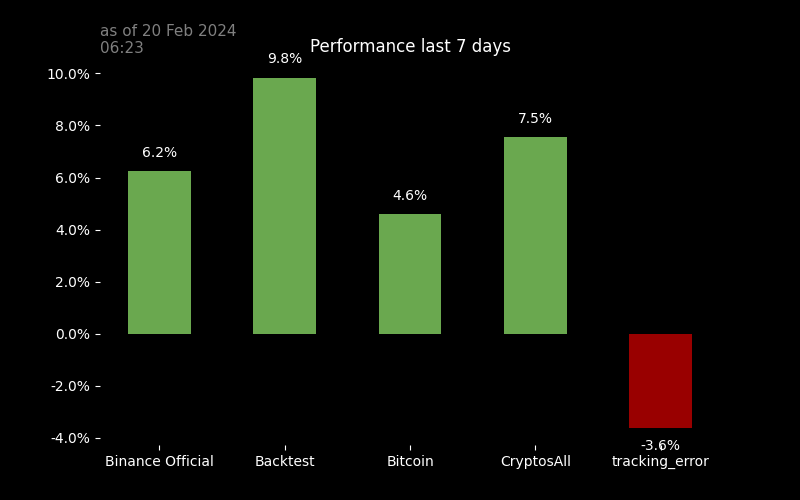 as of 20 Feb 2024
06:23
Performance last 7 days
10.0%
8.0%
6.0%
4.0%
2.0%
0.0%
-2.0%
-4.0%
6.2%
9.8%
4.6%
7.5%
-3.6%
Binance Official
Backtest
Bitcoin
CryptosAll
tracking_error